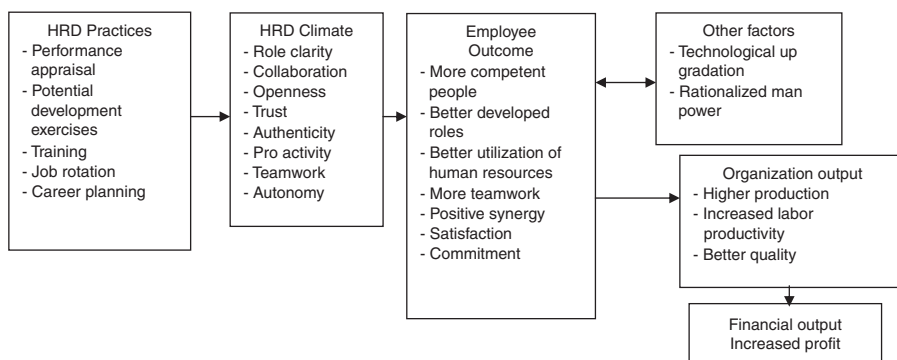 HRD Practices
- Performance
appraisal
- Potential
development
exercises
- Training
- Job rotation
- Career planning
HRD Climate
- Role clarity
- Collaboration
- Openness
- Trust
- Authenticity
- Pro activity
- Teamwork
- Autonomy
Employee
Outcome
- More competent
people
- Better developed
roles
- Better utilization of
human resources
- More teamwork
- Positive synergy
- Satisfaction
- Commitment
Other factors
- Technological up
gradation
- Rationalized man
power
Organization output
- Higher production
- Increased labor
productivity
- Better quality
Financial output
Increased profit